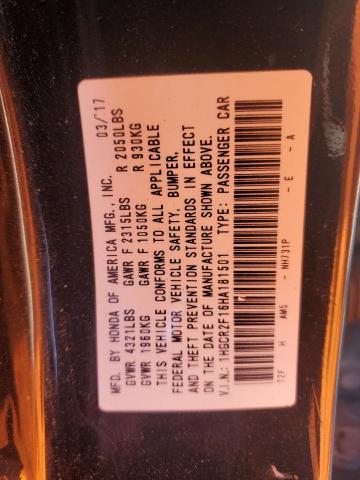 MFD. BY HONDA OF AMERICA MFG., INC. 03/17
GVWR 4321LBS GAWR F 2315LBS R 2050LBS
GVWR 1960KG GAWR F 1050KG R 930KG
THIS VEHICLE CONFORMS TO ALL APPLICABLE
FEDERAL MOTOR VEHICLE SAFETY, BUMPER,
AND THEFT PREVENTION STANDARDS IN EFFECT
ON THE DATE OF MANUFACTURE SHOWN ABOVE.
V.I.N.: 1HGCR2F16HA181501 TYPE: PASSENGER CAR
T2F H AM5 - NH731P - E - A